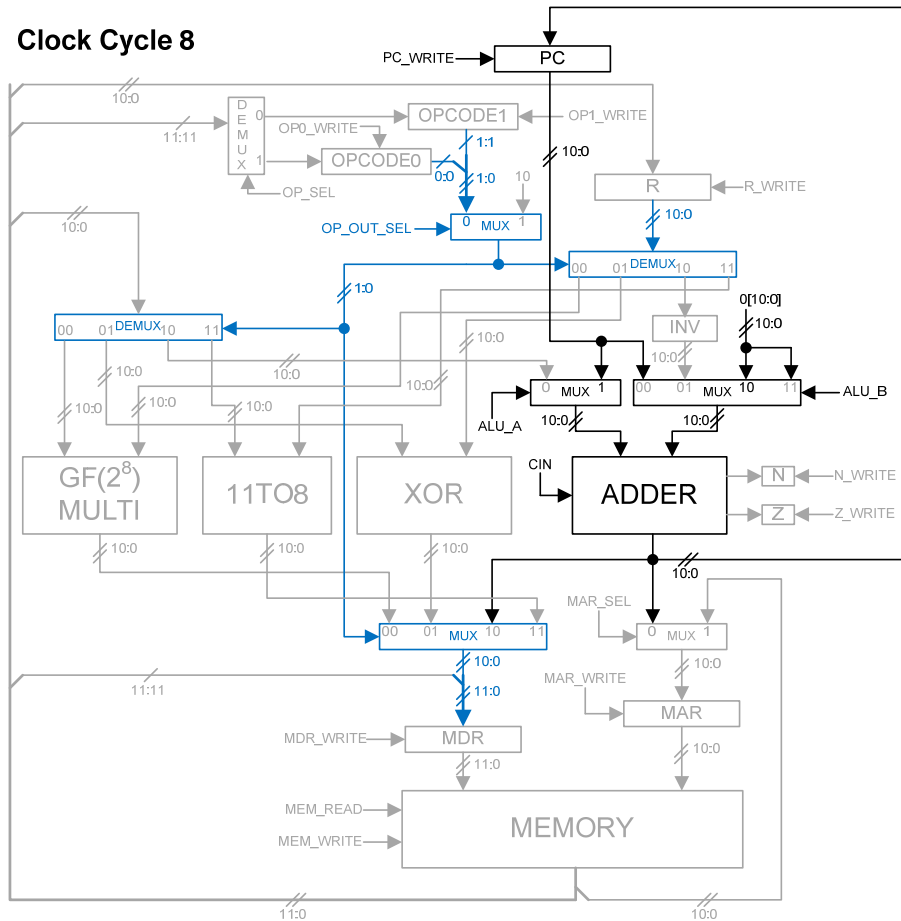 Clock Cycle 8
PC_WRITE
PC
10:0
DEMUX
0
1
11:11
OP_SEL
OP0_WRITE
OPCODE1
OP1_WRITE
OPCODE0
1:1
0:0
1:0
10
10:0
R
R_WRITE
10:0
10:0
OP_OUT_SEL
0 MUX 1
00 01 DEMUX 10 11
1:0
00 01 DEMUX 10 11
INV
0[10:0]
10:0
10:0
10:0
10:0
10:0
10:0
10:0
0 MUX 1
00 01 MUX 10 11
ALU_A
ALU_B
10:0
10:0
GF(2⁸)
MULTI
11TO8
XOR
CIN
ADDER
N
N_WRITE
Z
Z_WRITE
10:0
10:0
10:0
10:0
MAR_SEL
00 01 MUX 10 11
0 MUX 1
10:0
10:0
11:11
11:0
MAR_WRITE
MAR
MDR_WRITE
MDR
11:0
10:0
MEM_READ
MEM_WRITE
MEMORY
11:0
10:0